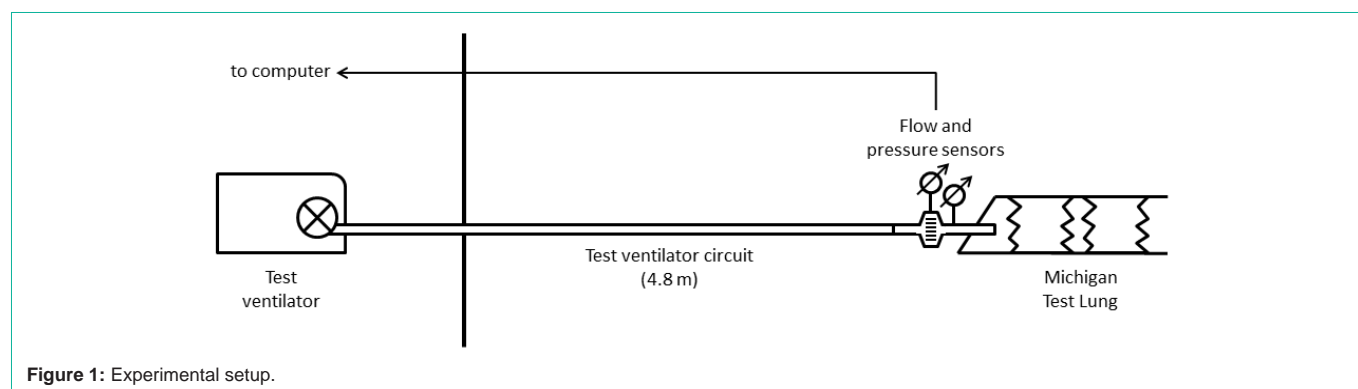 to computer
Flow and
pressure sensors
Test ventilator circuit
(4.8 m)
Test
ventilator
Michigan
Test Lung
Figure 1: Experimental setup.